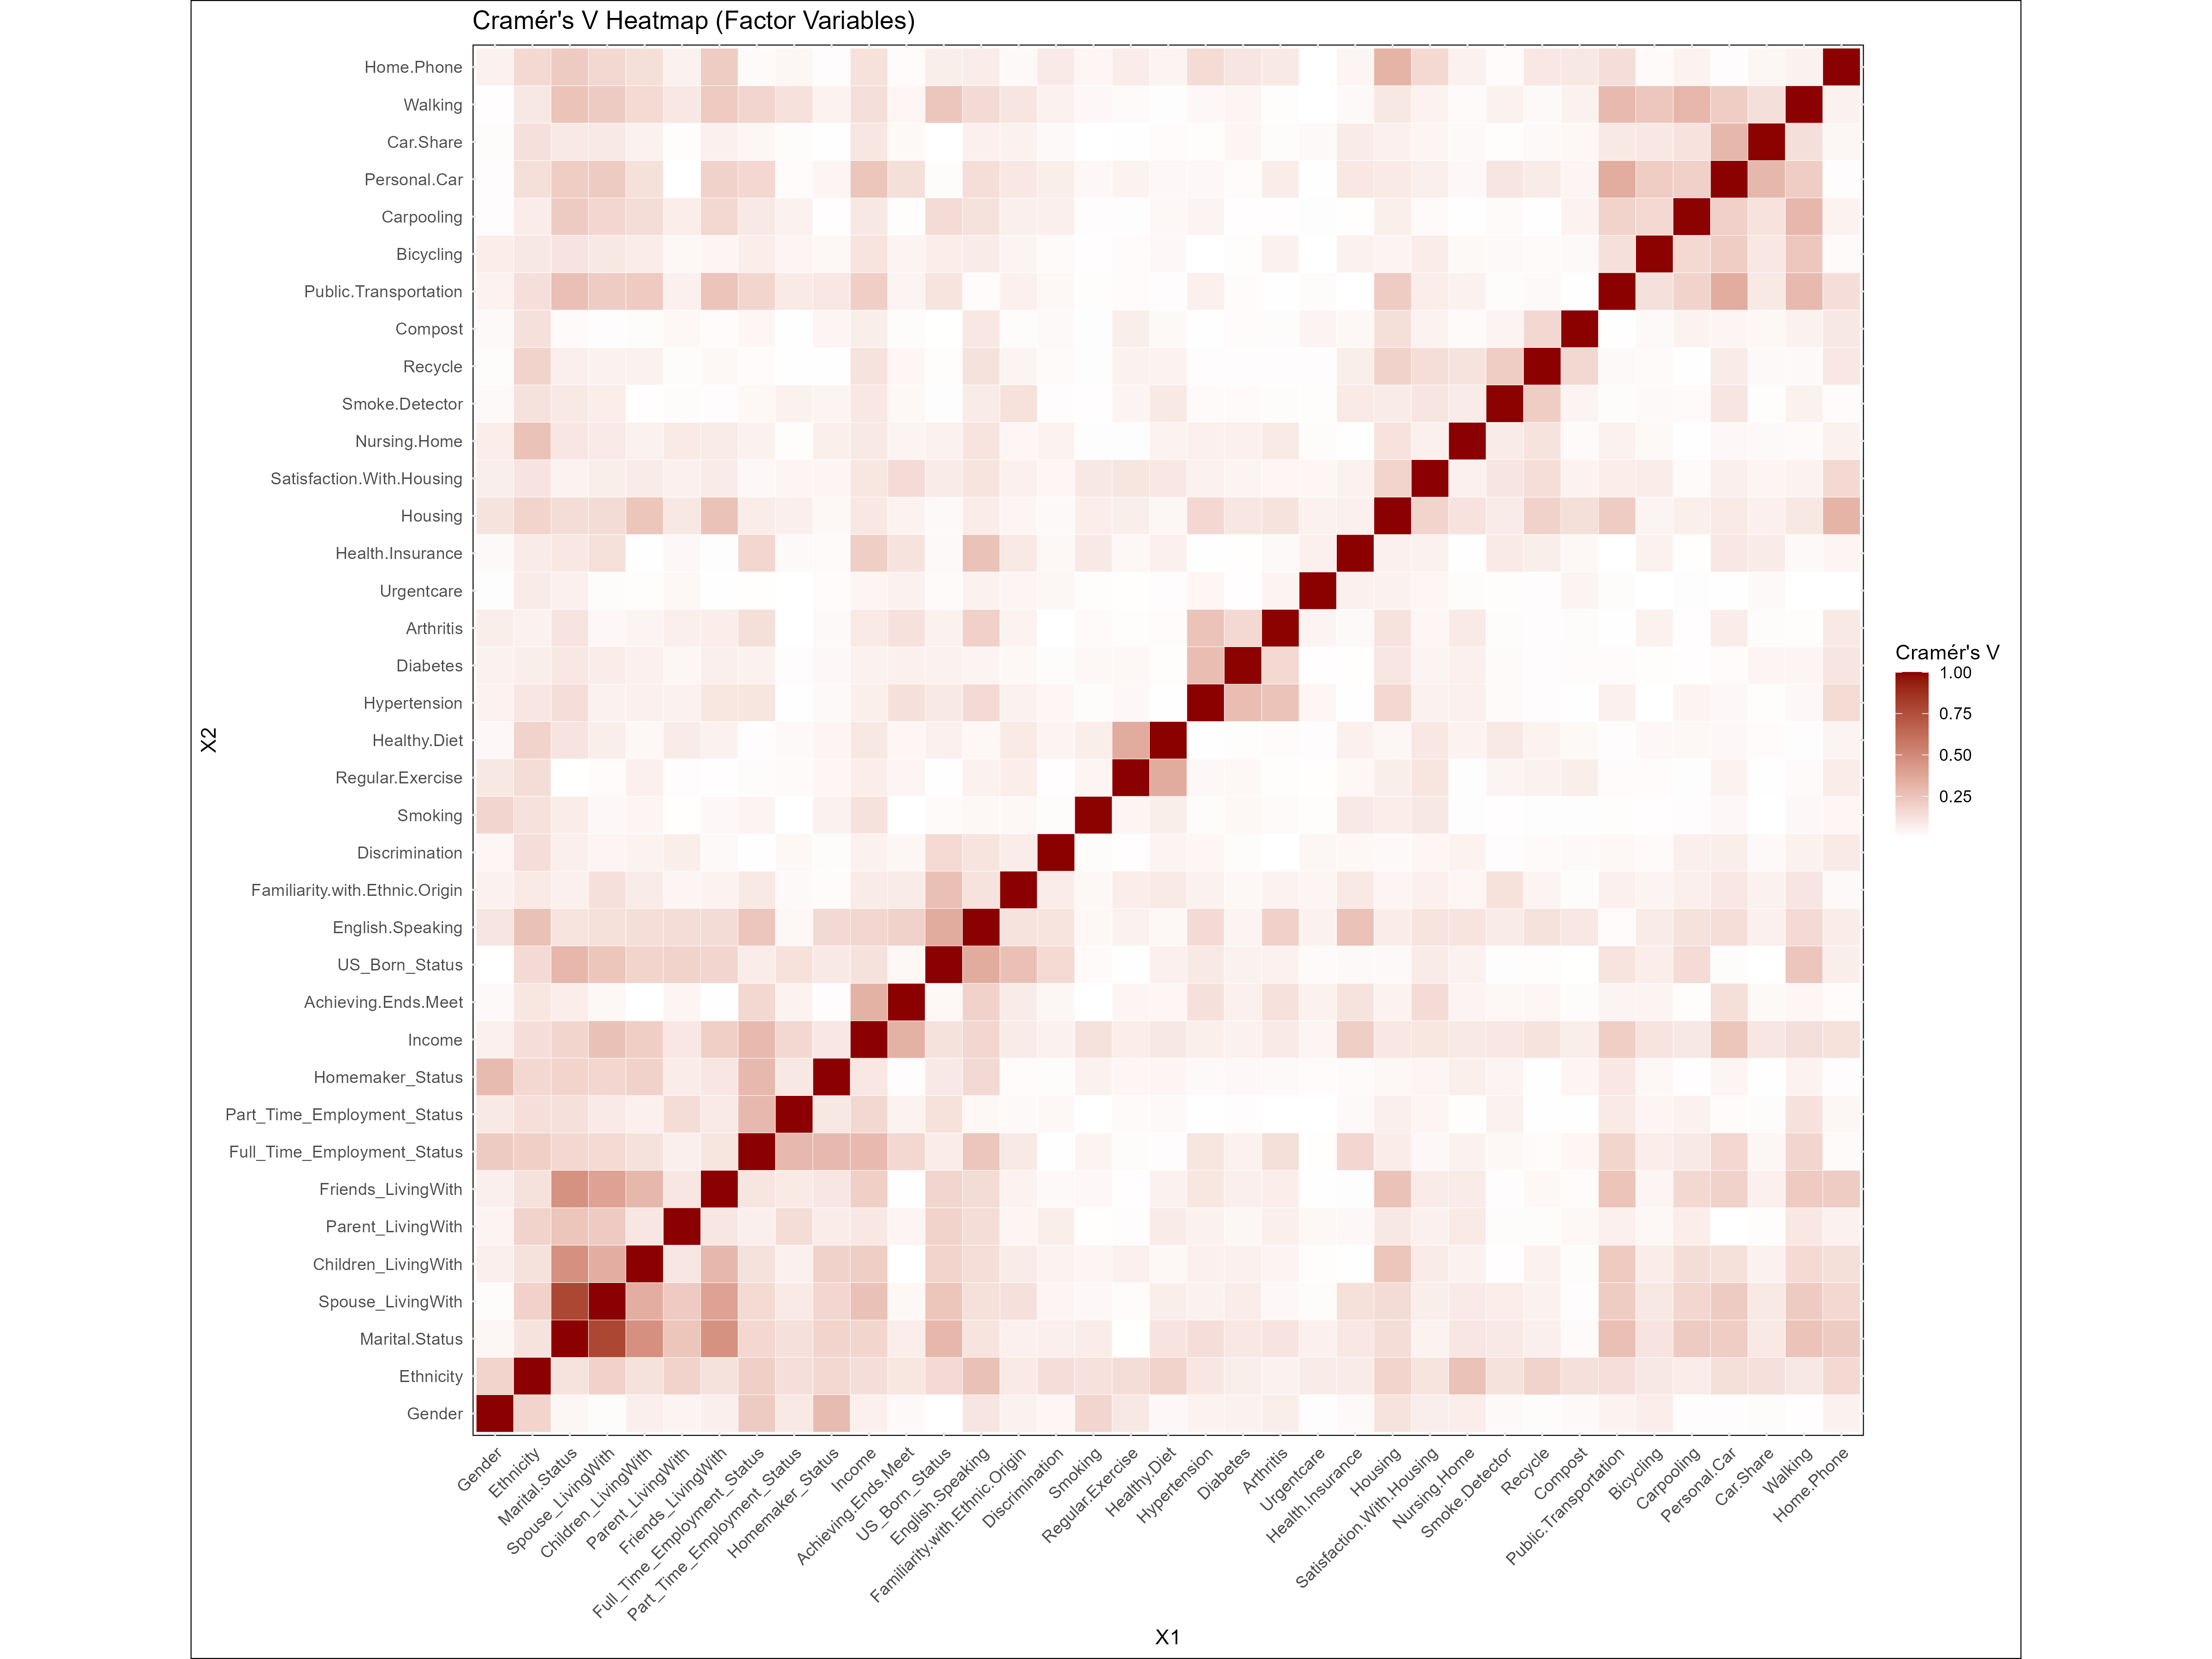 Cramér's V Heatmap (Factor Variables)
Home.Phone
Walking
Car.Share
Personal.Car
Carpooling
Bicycling
Public.Transportation
Compost
Recycle
Smoke.Detector
Nursing.Home
Satisfaction.With.Housing
Housing
Health.Insurance
Urgentcare
Arthritis
Diabetes
Hypertension
Healthy.Diet
Regular.Exercise
Smoking
Discrimination
Familiarity.with.Ethnic.Origin
English.Speaking
US_Born_Status
Achieving.Ends.Meet
Income
Homemaker_Status
Part_Time_Employment_Status
Full_Time_Employment_Status
Friends_LivingWith
Parent_LivingWith
Children_LivingWith
Spouse_LivingWith
Marital.Status
Ethnicity
Gender
X2
Gender
Ethnicity
Marital.Status
Spouse_LivingWith
Children_LivingWith
Parent_LivingWith
Friends_LivingWith
Full_Time_Employment_Status
Part_Time_Employment_Status
Homemaker_Status
Income
Achieving.Ends.Meet
US_Born_Status
English.Speaking
Familiarity.with.Ethnic.Origin
Discrimination
Smoking
Regular.Exercise
Healthy.Diet
Hypertension
Diabetes
Arthritis
Urgentcare
Health.Insurance
Housing
Satisfaction.With.Housing
Nursing.Home
Smoke.Detector
Recycle
Compost
Public.Transportation
Bicycling
Carpooling
Personal.Car
Car.Share
Walking
Home.Phone
X1
Cramér's V
1.00
0.75
0.50
0.25